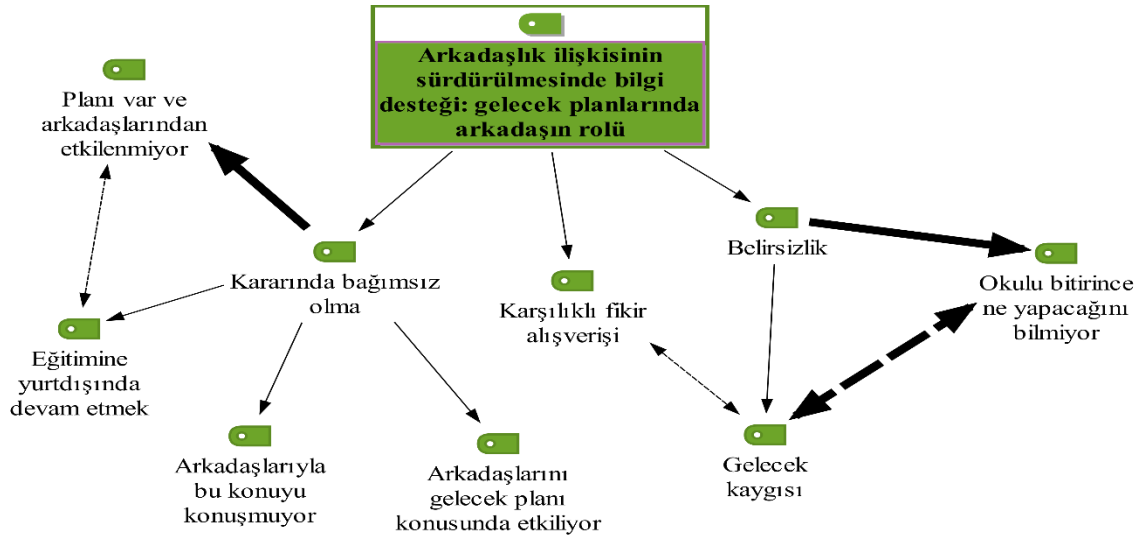 Arkadaşlık ilişkisinin
sürdürülmesinde bilgi
desteği: gelecek planlarında
arkadaşın rolü
Planı var ve
arkadaşlarından
etkilenmiyor
Kararında bağımsız
olma
Karşılıklı fikir
alışverişi
Belirsizlik
Okulu bitirince
ne yapacağını
bilmiyor
Eğitimine
yurtdışında
devam etmek
Arkadaşlarıyla
bu konuyu
konuşmuyor
Arkadaşlarını
gelecek planı
konusunda etkiliyor
Gelecek
kaygısı